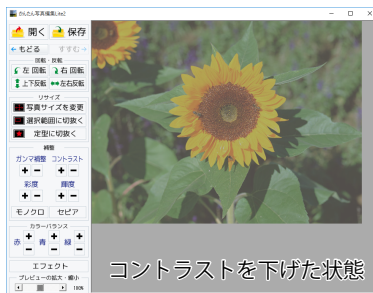 かんたん写真編集Lite2
開く 保存
もどる すすむ
回転・反転
左回転 右回転
上下反転 左右反転
リサイズ
写真サイズを変更
選択範囲に切抜く
定型に切抜く
補整
ガンマ補整 コントラスト
+ - + -
彩度 輝度
+ - + -
モノクロ セピア
カラーバランス
赤 + - 青 + - 緑 + -
エフェクト
プレビューの拡大・縮小
100%
コントラストを下げた状態